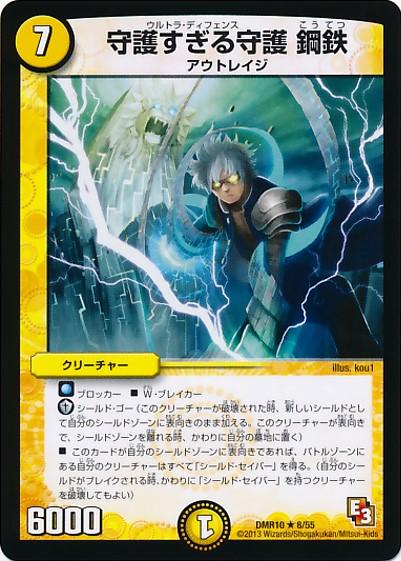 7
ウルトラ・ディフェンス こうてつ
守護すぎる守護 鋼鉄
アウトレイジ
クリーチャー
illus. kou1
ブロッカー ■ W・ブレイカー
シールド・ゴー（このクリーチャーが破壊された時、新しいシールドとして自分のシールドゾーンに表向きのまま加える。このクリーチャーが表向きで、シールドゾーンを離れる時、かわりに自分の墓地に置く）
■ このカードが自分のシールドゾーンに表向きであれば、バトルゾーンにある自分のクリーチャーはすべて「シールド・セイバー」を得る。（自分のシールドがブレイクされる時、かわりに「シールド・セイバー」を持つクリーチャーを破壊してもよい）
6000
1
E3
DMR10 ★ 8/55
©2013 Wizards/Shogakukan/Mitsui-Kids